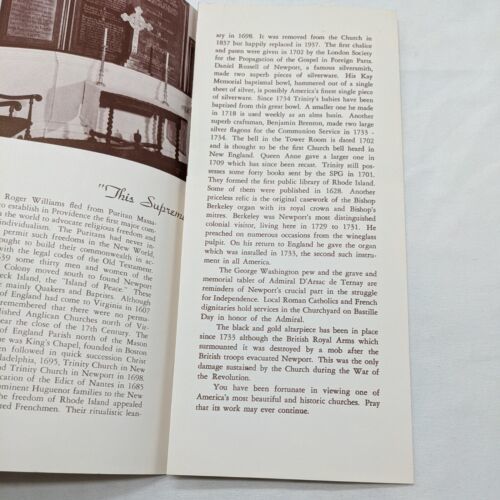 "This Supreme
Roger Williams fled from Puritan Massa-
to establish in Providence the first major com-
n the world to advocate religious freedom and
individualism. The Puritans had never in-
permit such freedoms in the New World,
ought to build their commonwealth in ac-
with the legal codes of the Old Testament.
639 some thirty men and women of the
Colony moved south to found Newport
eck Island, the "Island of Peace." These
e mainly Quakers and Baptists. Although
of England had come to Virginia in 1607
remembered that there were no en-
olished Anglican Churches north of Vir-
near the close of the 17th Century. The
of England Parish north of the Mason
was King's Chapel, founded in Boston
en followed in quick succession Christ
adelphia, 1695, Trinity Church in New
nd Trinity Church in Newport in 1698.
cation of the Edict of Nantes in 1685
ominent Huguenot families to the New
he freedom of Rhode Island appealed
ered Frenchmen. Their ritualistic lean-
ary in 1698. It was removed from the Church in
1837 but happily replaced in 1937. The first chalice
and paten were given in 1702 by the London Society
for the Propagation of the Gospel in Foreign Parts.
Daniel Russell of Newport, a famous silversmith,
made two superb pieces of silverware. His Kay
Memorial baptismal bowl, hammered out of a single
sheet of silver, is possibly America's finest single piece
of silverware. Since 1734 Trinity's babies have been
baptised from this great bowl. A smaller one he made
in 1718 is used weekly as an alms basin. Another
superb craftsman, Benjamin Brenton, made two large
silver flagons for the Communion Service in 1733 -
1734. The bell in the Tower Room is dated 1702
and is thought to be the first Church bell heard in
New England. Queen Anne gave a larger one in
1709 which has since been recast. Trinity still pos-
sesses some forty books sent by the SPG in 1701.
They formed the first public library of Rhode Island.
Some of them were published in 1628. Another
priceless relic is the original casework of the Bishop
Berkeley organ with its royal crown and Bishop's
mitres. Berkeley was Newport's most distinguished
colonial visitor, living here in 1729 to 1731. He
preached on numerous occasions from the wineglass
pulpit. On his return to England he gave the organ
which was installed in 1733, the second such instru-
ment in all America.
The George Washington pew and the grave and
memorial tablet of Admiral D'Arsac de Ternay are
reminders of Newport's crucial part in the struggle
for Independence. Local Roman Catholics and French
dignitaries hold services in the Churchyard on Bastille
Day in honor of the Admiral.
The black and gold altarpiece has been in place
since 1733 although the British Royal Arms which
surmounted it was destroyed by a mob after the
British troops evacuated Newport. This was the only
damage sustained by the Church during the War of
the Revolution.
You have been fortunate in viewing one of
America's most beautiful and historic churches. Pray
that its work may ever continue.